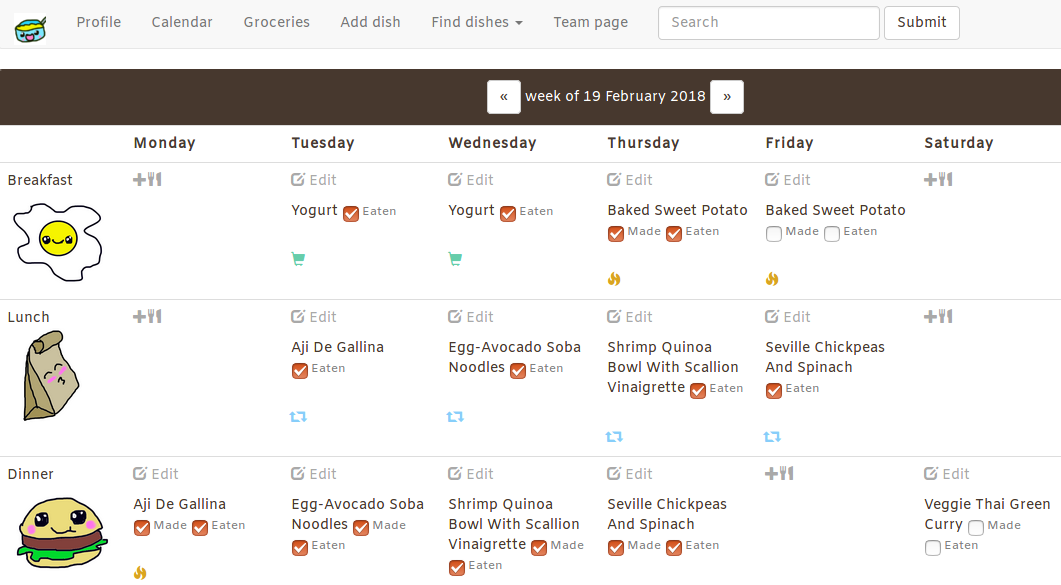 Profile Calendar Groceries Add dish Find dishes Team page Search Submit
« week of 19 February 2018 »
Monday Tuesday Wednesday Thursday Friday Saturday
Breakfast Edit Edit Edit Edit
Yogurt Eaten Yogurt Eaten Baked Sweet Potato Baked Sweet Potato
Made Eaten Made Eaten
Lunch Edit Edit Edit Edit
Aji De Gallina Egg-Avocado Soba Shrimp Quinoa Seville Chickpeas
Eaten Noodles Eaten Bowl With Scallion And Spinach
Vinaigrette Eaten Eaten
Dinner Edit Edit Edit Edit Edit
Aji De Gallina Egg-Avocado Soba Shrimp Quinoa Seville Chickpeas Veggie Thai Green
Made Eaten Noodles Made Bowl With Scallion And Spinach Curry Made
Eaten Vinaigrette Made Made Eaten Eaten
Eaten